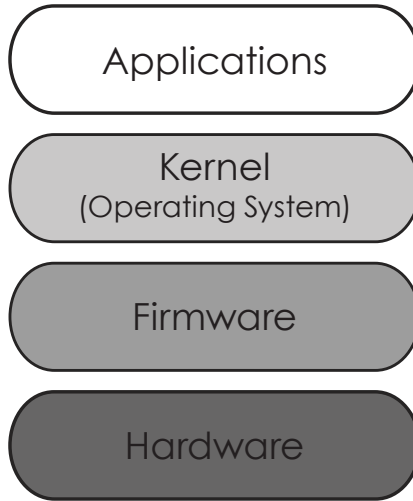 Applications
Kernel
(Operating System)
Firmware
Hardware